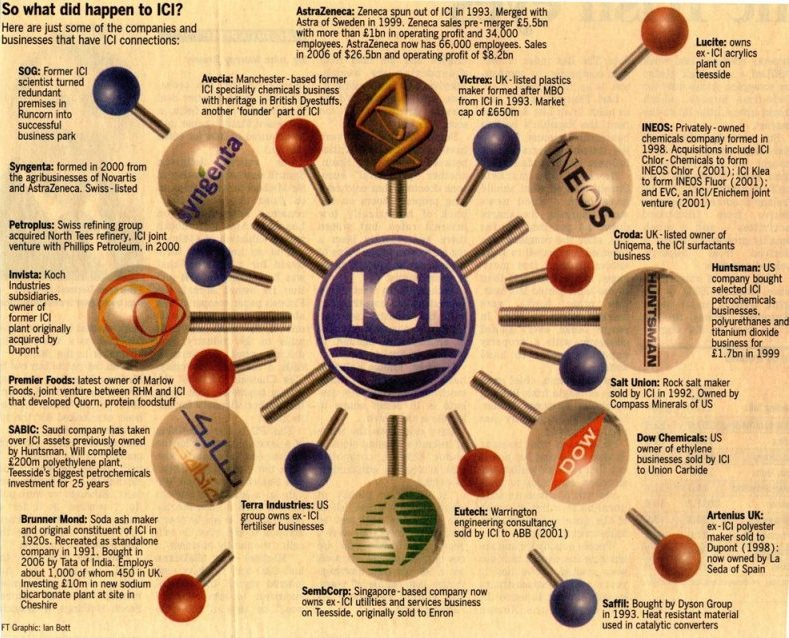 So what did happen to ICI?
Here are just some of the companies and
businesses that have ICI connections:
AstraZeneca: Zeneca spun out of ICI in 1993. Merged with
Astra of Sweden in 1999. Zeneca sales pre-merger £5.5bn
with more than £1bn in operating profit and 34,000
employees. AstraZeneca now has 66,000 employees. Sales
in 2006 of $26.5bn and operating profit of $8.2bn
Lucite: owns
ex-ICI acrylics
plant on
teesside
SOG: Former ICI
scientist turned
redundant
premises in
Runcorn into
successful
business park
Avecia: Manchester-based former
ICI speciality chemicals business
with heritage in British Dyestuffs,
another 'founder' part of ICI
Victrex: UK-listed plastics
maker formed after MBO
from ICI in 1993. Market
cap of £650m
INEOS: Privately-owned
chemicals company formed in
1998. Acquisitions include ICI
Chlor-Chemicals to form
INEOS Chlor (2001); ICI Klea
to form INEOS Fluor (2001);
and EVC, an ICI/Enichem joint
venture (2001)
Syngenta: formed in 2000 from
the agribusinesses of Novartis
and AstraZeneca. Swiss-listed
syngenta
INEOS
Petroplus: Swiss refining group
acquired North Tees refinery, ICI joint
venture with Phillips Petroleum, in 2000
Croda: UK-listed owner of
Uniqema, the ICI surfactants
business
Invista: Koch
Industries
subsidiaries,
owner of
former ICI
plant originally
acquired by
Dupont
ICI
HUNTSMAN
Huntsman: US
company bought
selected ICI
petrochemicals
businesses,
polyurethanes and
titanium dioxide
business for
£1.7bn in 1999
Premier Foods: latest owner of Marlow
Foods, joint venture between RHM and ICI
that developed Quorn, protein foodstuff
Salt Union: Rock salt maker
sold by ICI in 1992. Owned by
Compass Minerals of US
SABIC: Saudi company has taken
over ICI assets previously owned
by Huntsman. Will complete
£200m polyethylene plant,
Teesside's biggest petrochemicals
investment for 25 years
سابك
sabic
DOW
Dow Chemicals: US
owner of ethylene
businesses sold by ICI
to Union Carbide
Terra Industries: US
group owns ex-ICI
fertiliser businesses
Eutech: Warrington
engineering consultancy
sold by ICI to ABB (2001)
Brunner Mond: Soda ash maker
and original constituent of ICI in
1920s. Recreated as standalone
company in 1991. Bought in
2006 by Tata of India. Employs
about 1,000 of whom 450 in UK.
Investing £10m in new sodium
bicarbonate plant at site in
Cheshire
Artenius UK:
ex-ICI polyester
maker sold to
Dupont (1998):
now owned by La
Seda of Spain
SembCorp: Singapore-based company now
owns ex-ICI utilities and services business
on Teesside, originally sold to Enron
Saffil: Bought by Dyson Group
in 1993. Heat resistant material
used in catalytic converters
FT Graphic: Ian Bott